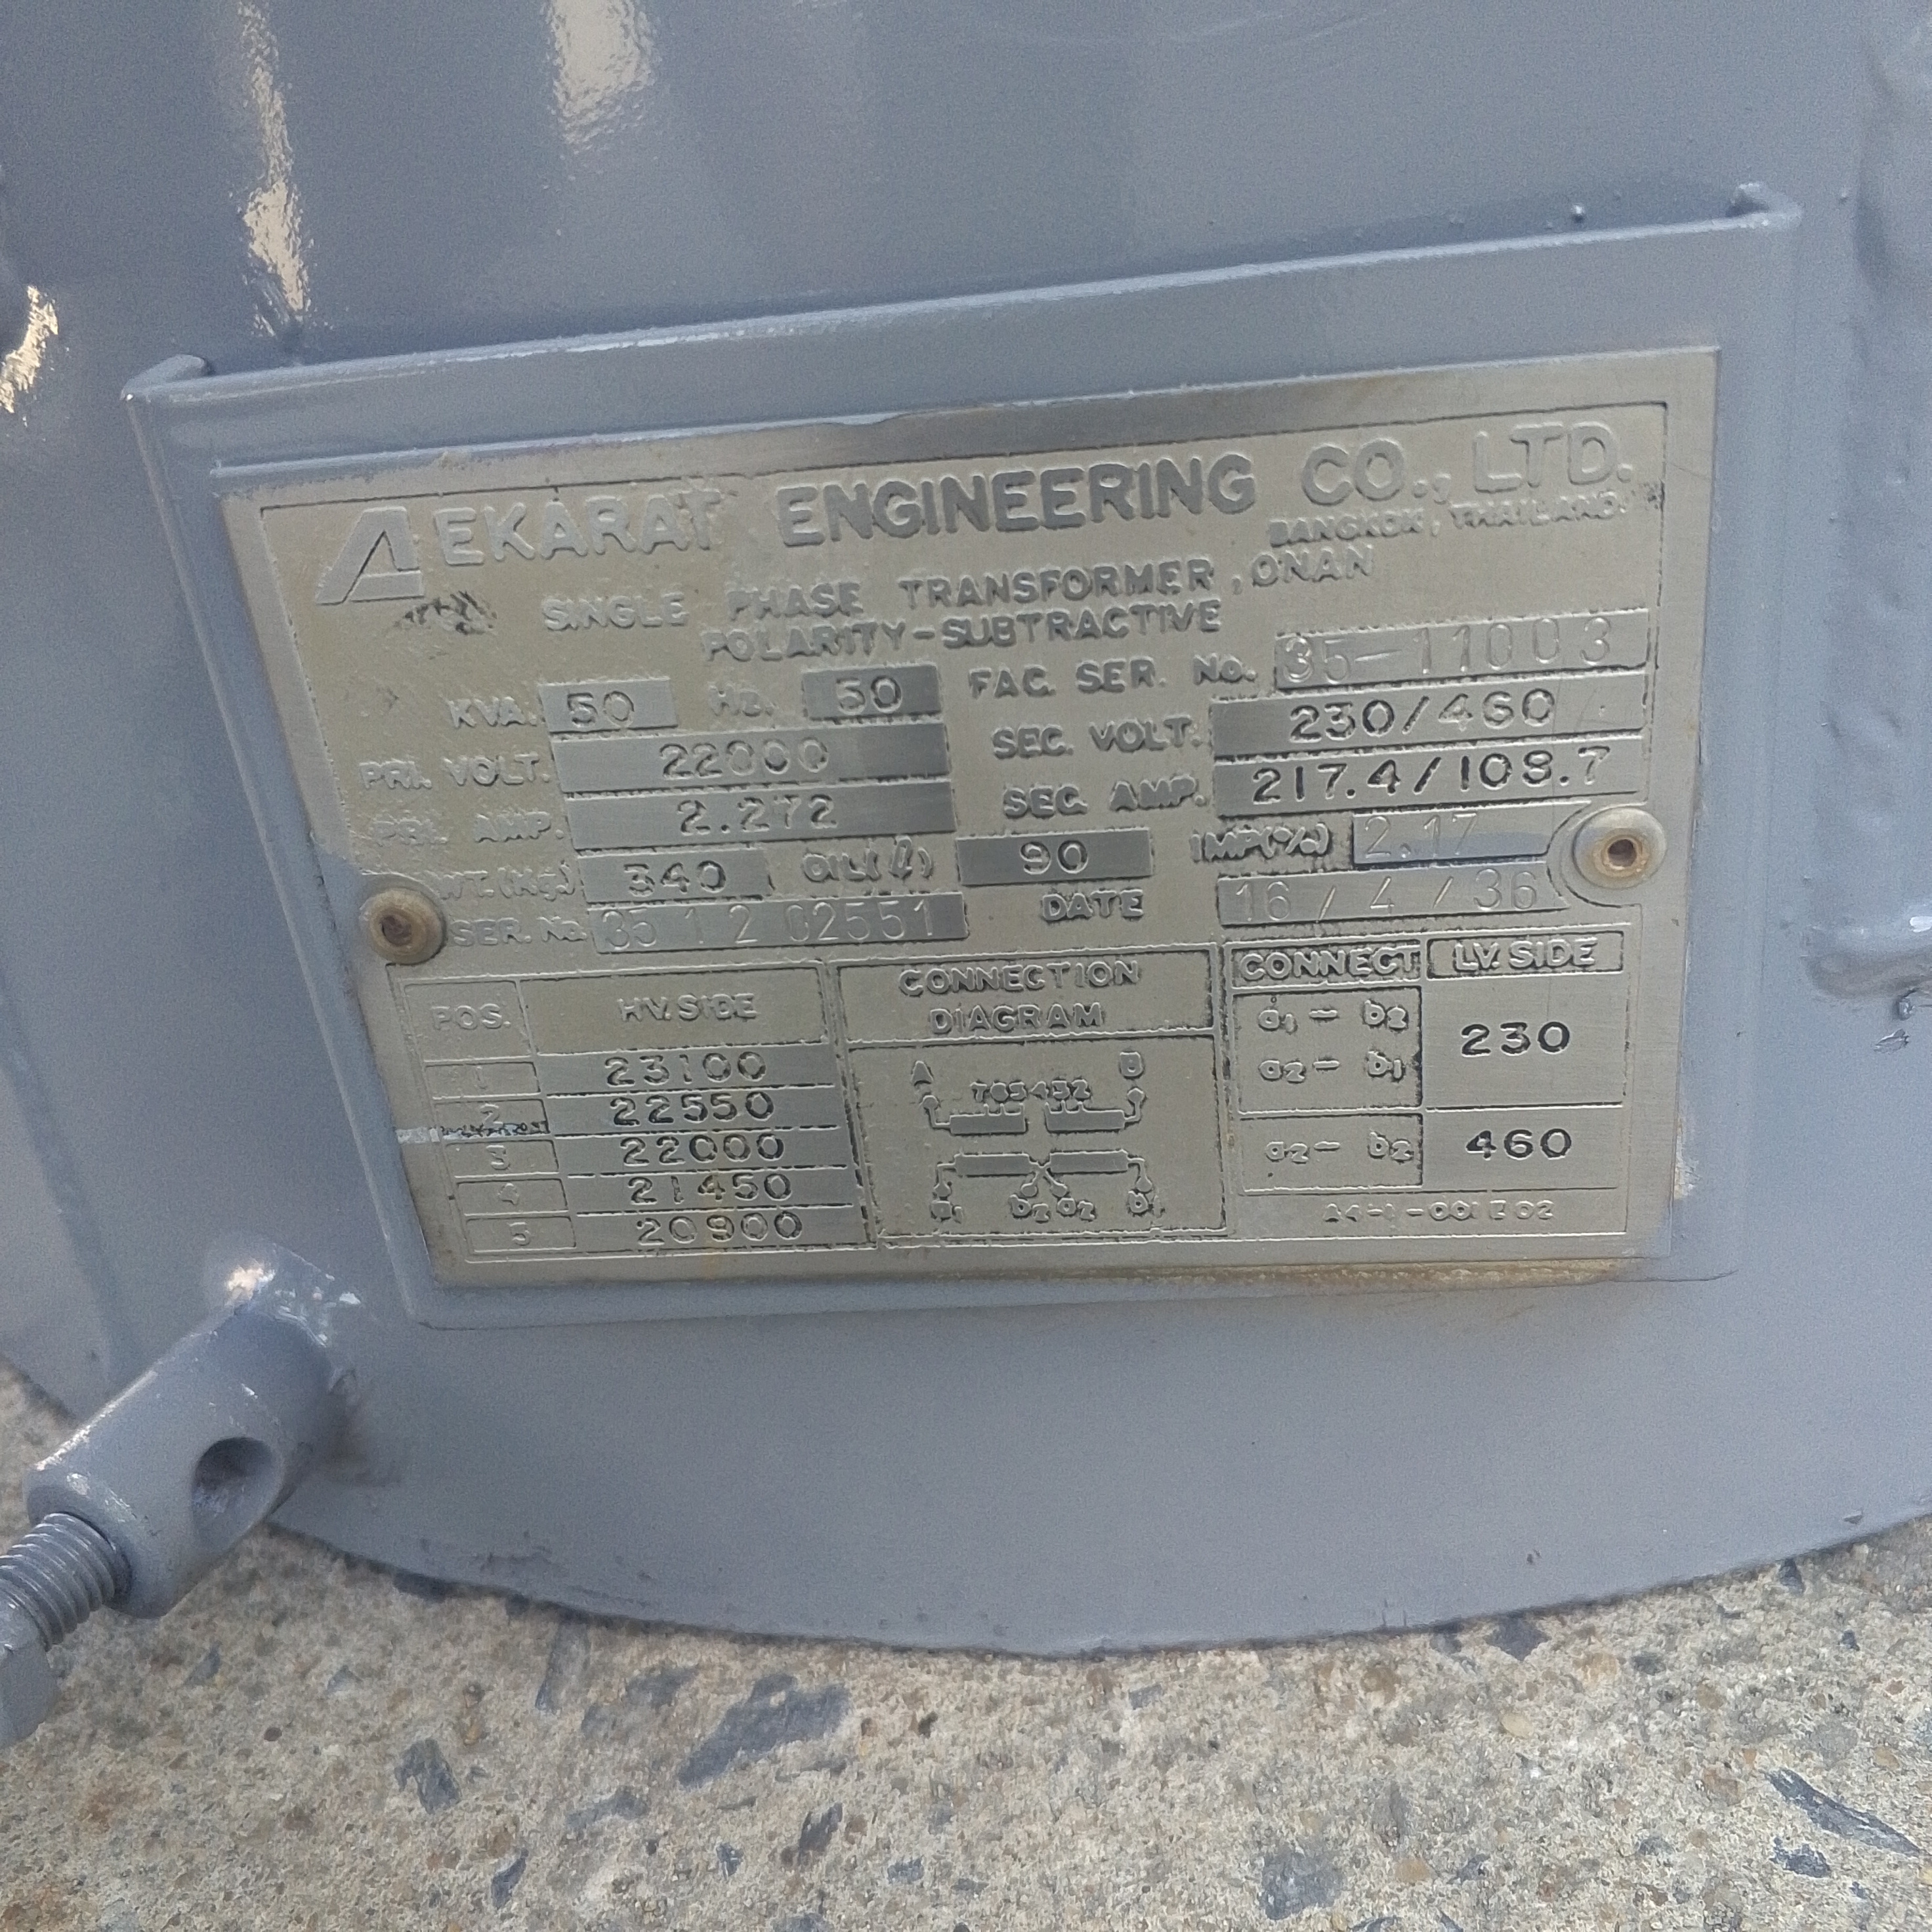 EKARAT ENGINEERING CO., LTD.
BANGKOK, THAILAND.
SINGLE PHASE TRANSFORMER, ONAN
POLARITY-SUBTRACTIVE
KVA. 50 Hz. 50 FAC. SER. No. 35-11003
PRI. VOLT. 22000 SEC. VOLT. 230/460
PRI. AMP. 2.272 SEC. AMP. 217.4/108.7
WT. (Kg.) 340 OIL (l) 90 IMP(%) 2.17
SER. No. 35 1 2 02551 DATE 16 / 4 / 36
POS. H.V. SIDE
1 23100
2 22550
3 22000
4 21450
5 20900
CONNECTION
DIAGRAM
A B
765432
a1 b2 a2 b1
CONNECT L.V. SIDE
a1 - b2
a2 - b1
230
a2 - b2 460